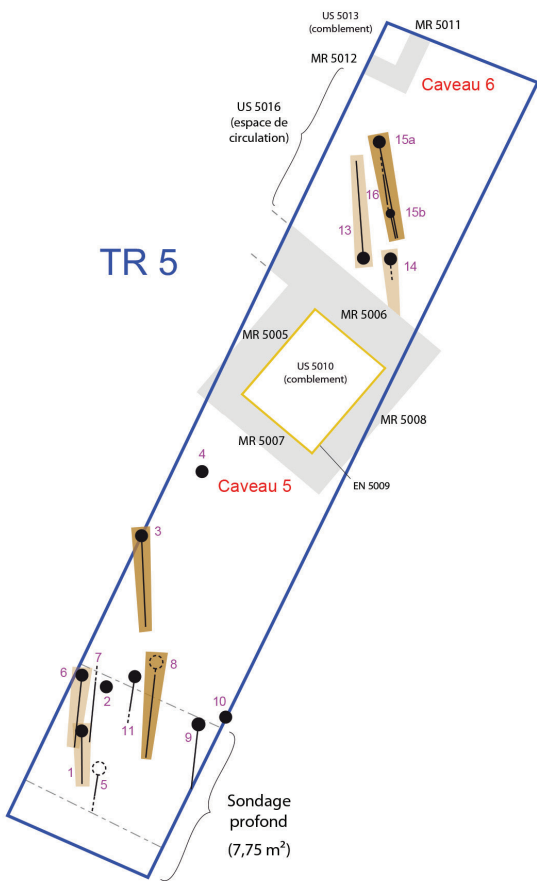 US 5013
(comblement)
MR 5011
MR 5012
Caveau 6
US 5016
(espace de
circulation)
15a
16
15b
13
14
TR 5
MR 5006
MR 5005
US 5010
(comblement)
MR 5008
MR 5007
4
Caveau 5
EN 5009
3
7
6
8
2
10
11
9
1
5
Sondage
profond
(7,75 m²)